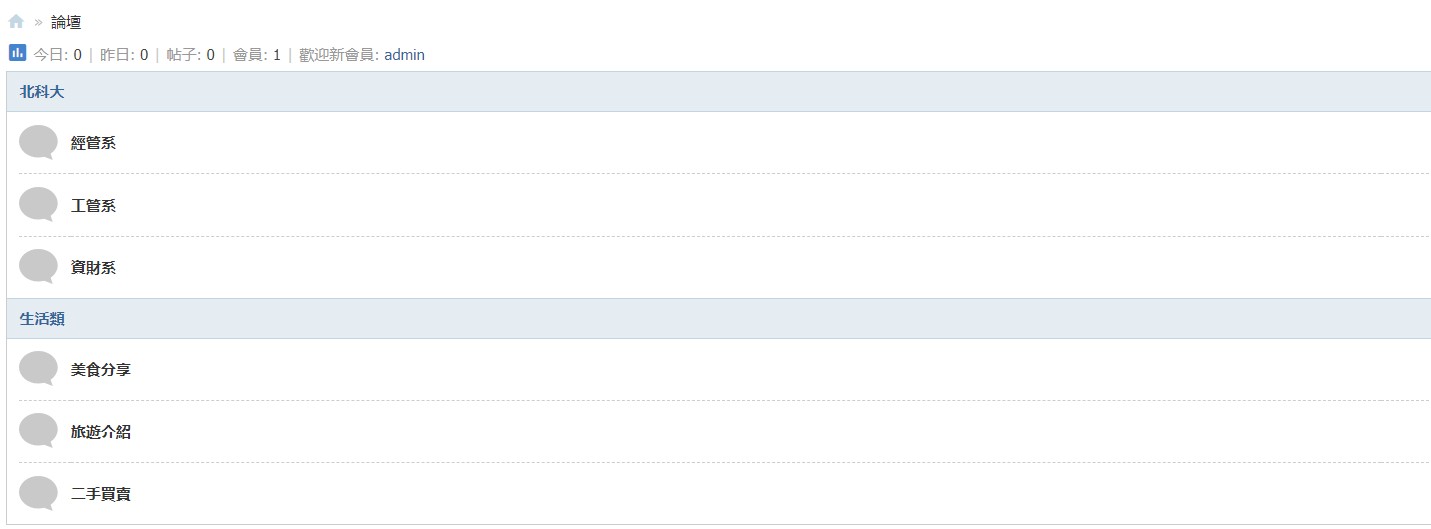 » 論壇
今日: 0 | 昨日: 0 | 帖子: 0 | 會員: 1 | 歡迎新會員: admin
北科大
經管系
工管系
資財系
生活類
美食分享
旅遊介紹
二手買賣